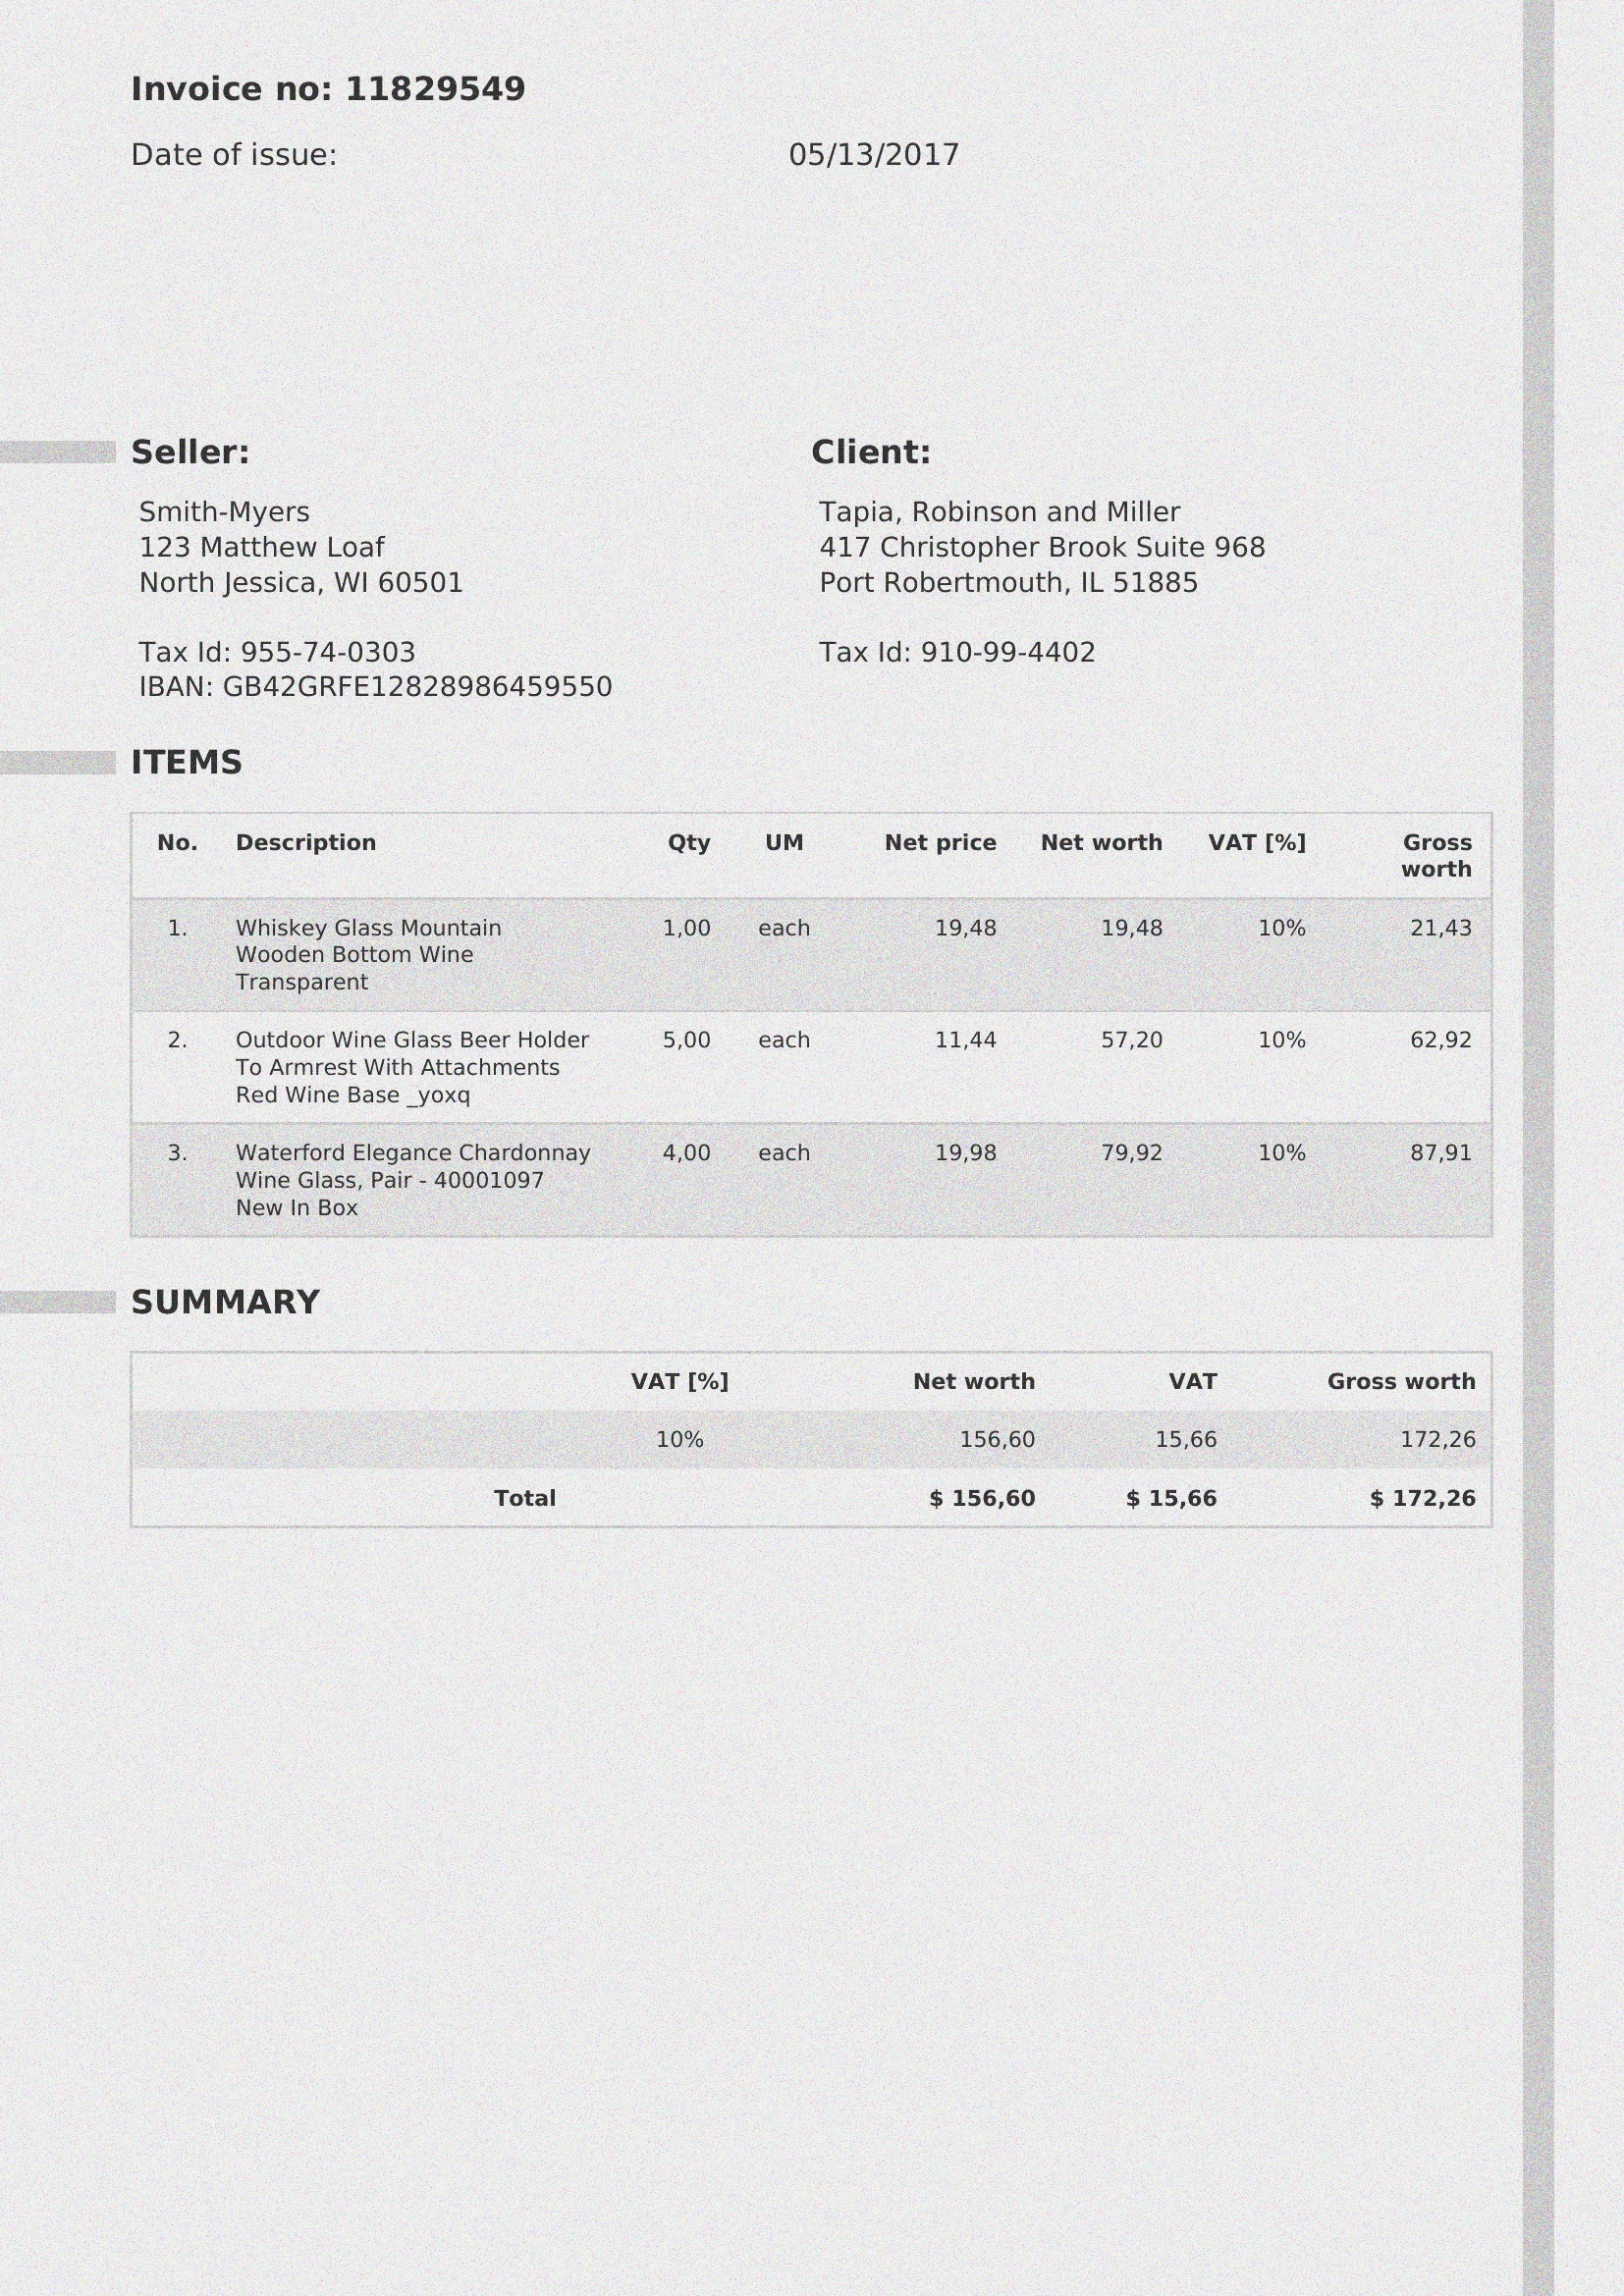 Invoice no: 11829549
Date of issue: 05/13/2017
Seller:
Smith-Myers
123 Matthew Loaf
North Jessica, WI 60501
Tax Id: 955-74-0303
IBAN: GB42GRFE12828986459550
Client:
Tapia, Robinson and Miller
417 Christopher Brook Suite 968
Port Robertmouth, IL 51885
Tax Id: 910-99-4402
ITEMS
No. Description Qty UM Net price Net worth VAT [%] Gross
worth
1. Whiskey Glass Mountain 1,00 each 19,48 19,48 10% 21,43
Wooden Bottom Wine
Transparent
2. Outdoor Wine Glass Beer Holder 5,00 each 11,44 57,20 10% 62,92
To Armrest With Attachments
Red Wine Base _yoxq
3. Waterford Elegance Chardonnay 4,00 each 19,98 79,92 10% 87,91
Wine Glass, Pair - 40001097
New In Box
SUMMARY
VAT [%] Net worth VAT Gross worth
10% 156,60 15,66 172,26
Total $ 156,60 $ 15,66 $ 172,26